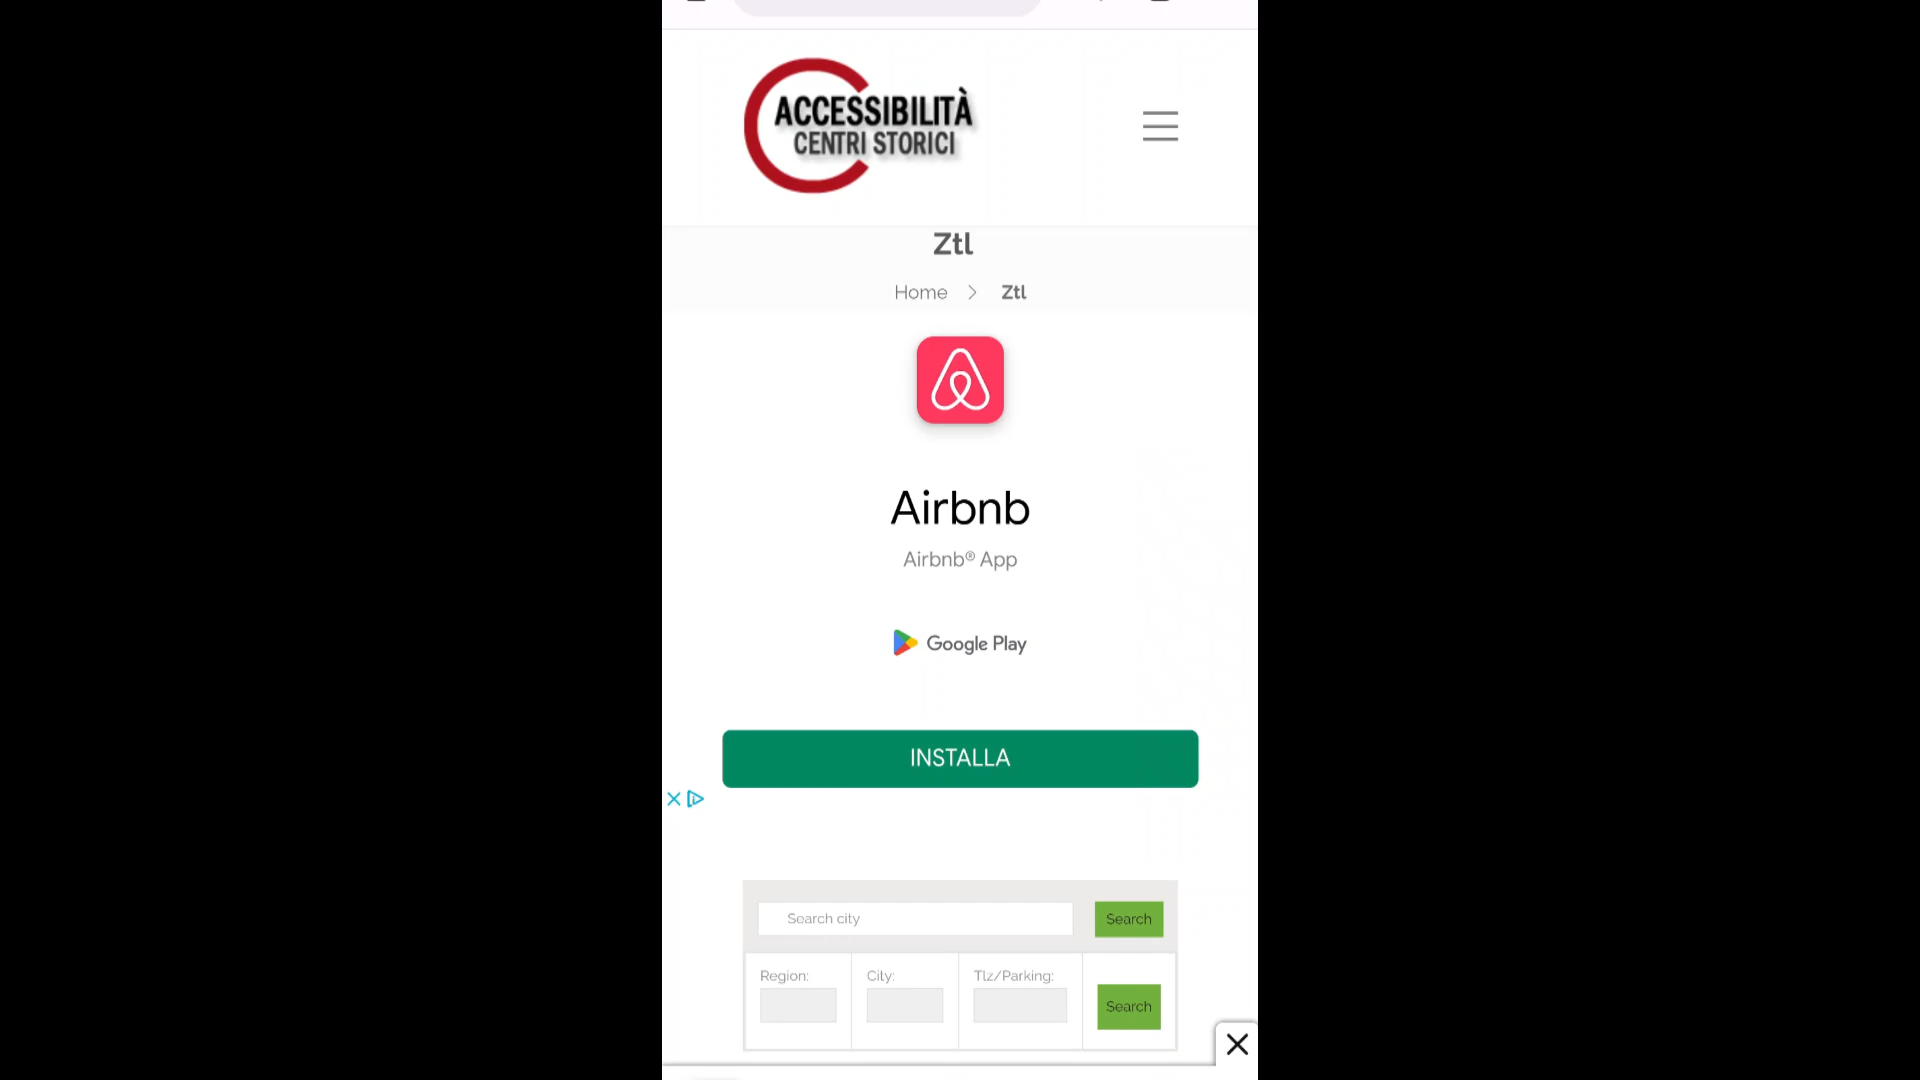 ACCESSIBILITÀ
CENTRI STORICI
Ztl
Home > Ztl
Airbnb
Airbnb® App
Google Play
INSTALLA
Search city
Search
Region:
City:
Tlz/Parking:
Search